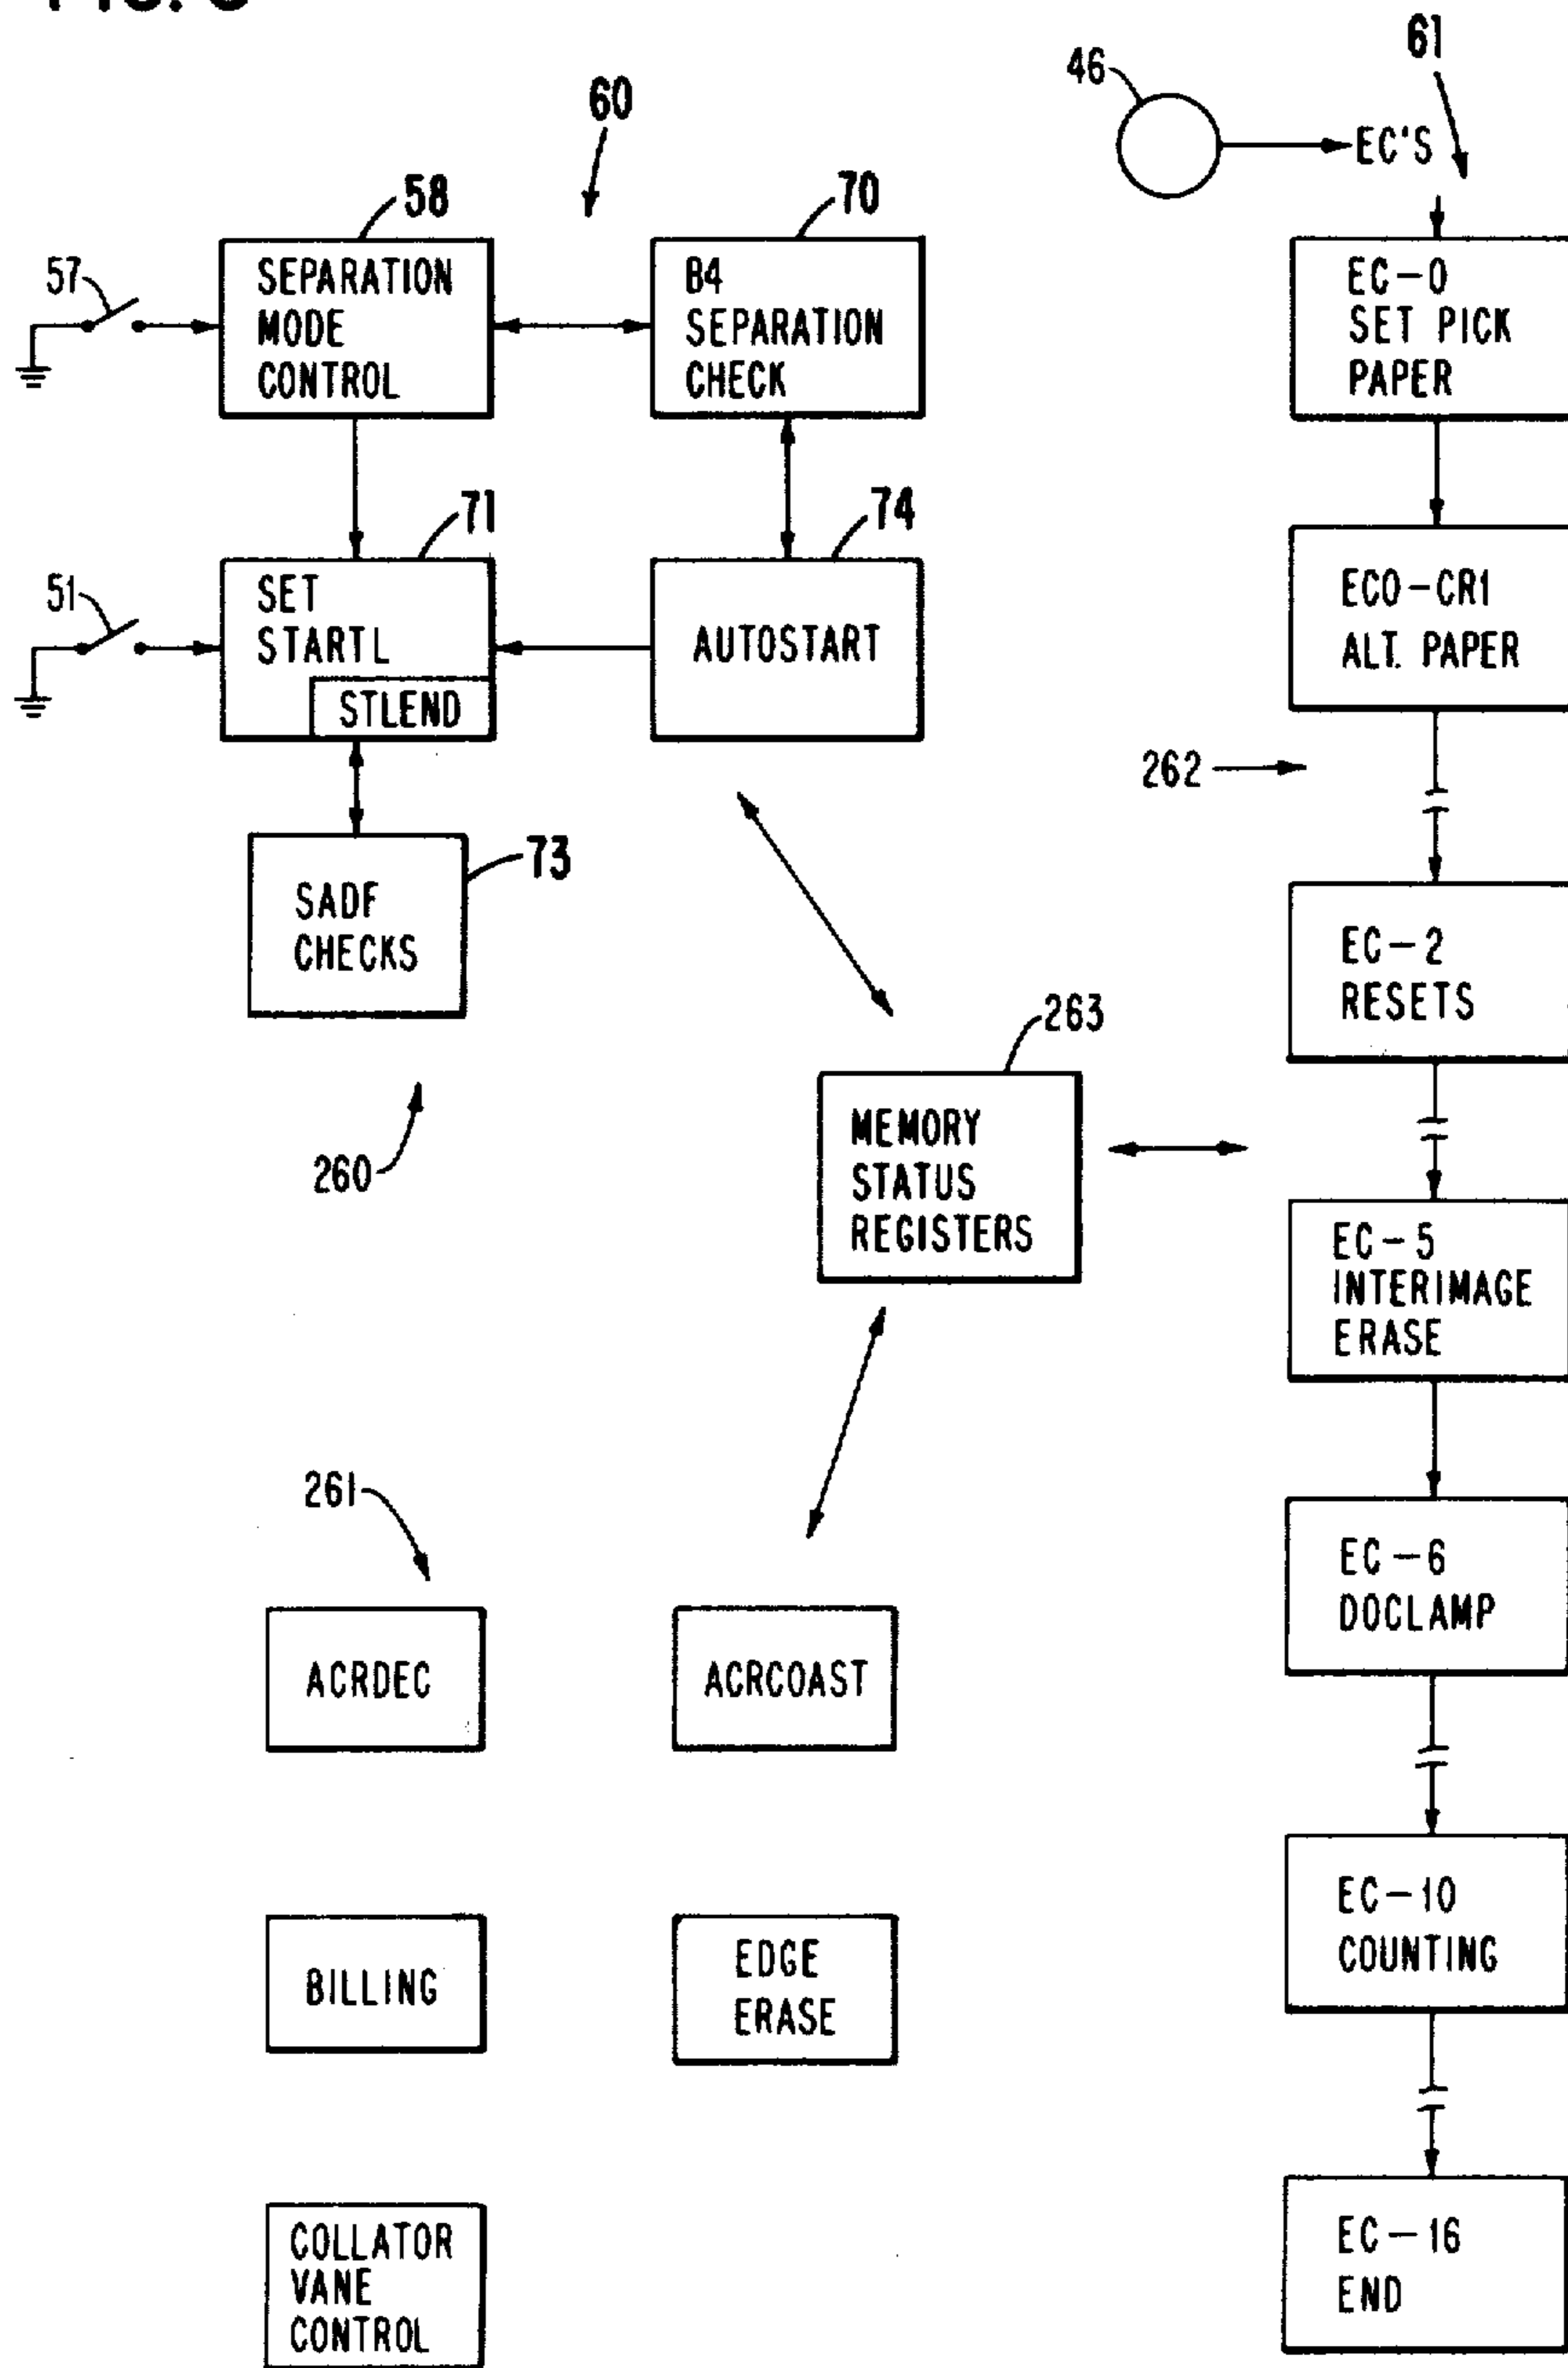 60
58
SEPARATION
MODE
CONTROL
57
70
B4
SEPARATION
CHECK
71
SET
STARTL
STLEND
51
74
AUTOSTART
73
SADF
CHECKS
260
263
MEMORY
STATUS
REGISTERS
261
ACRDEC
ACRCOAST
BILLING
EDGE
ERASE
COLLATOR
VANE
CONTROL
46
61
EC'S
EC-0
SET PICK
PAPER
EC0-CR1
ALT. PAPER
262
EC-2
RESETS
EC-5
INTERIMAGE
ERASE
EC-6
DOCLAMP
EC-10
COUNTING
EC-16
END